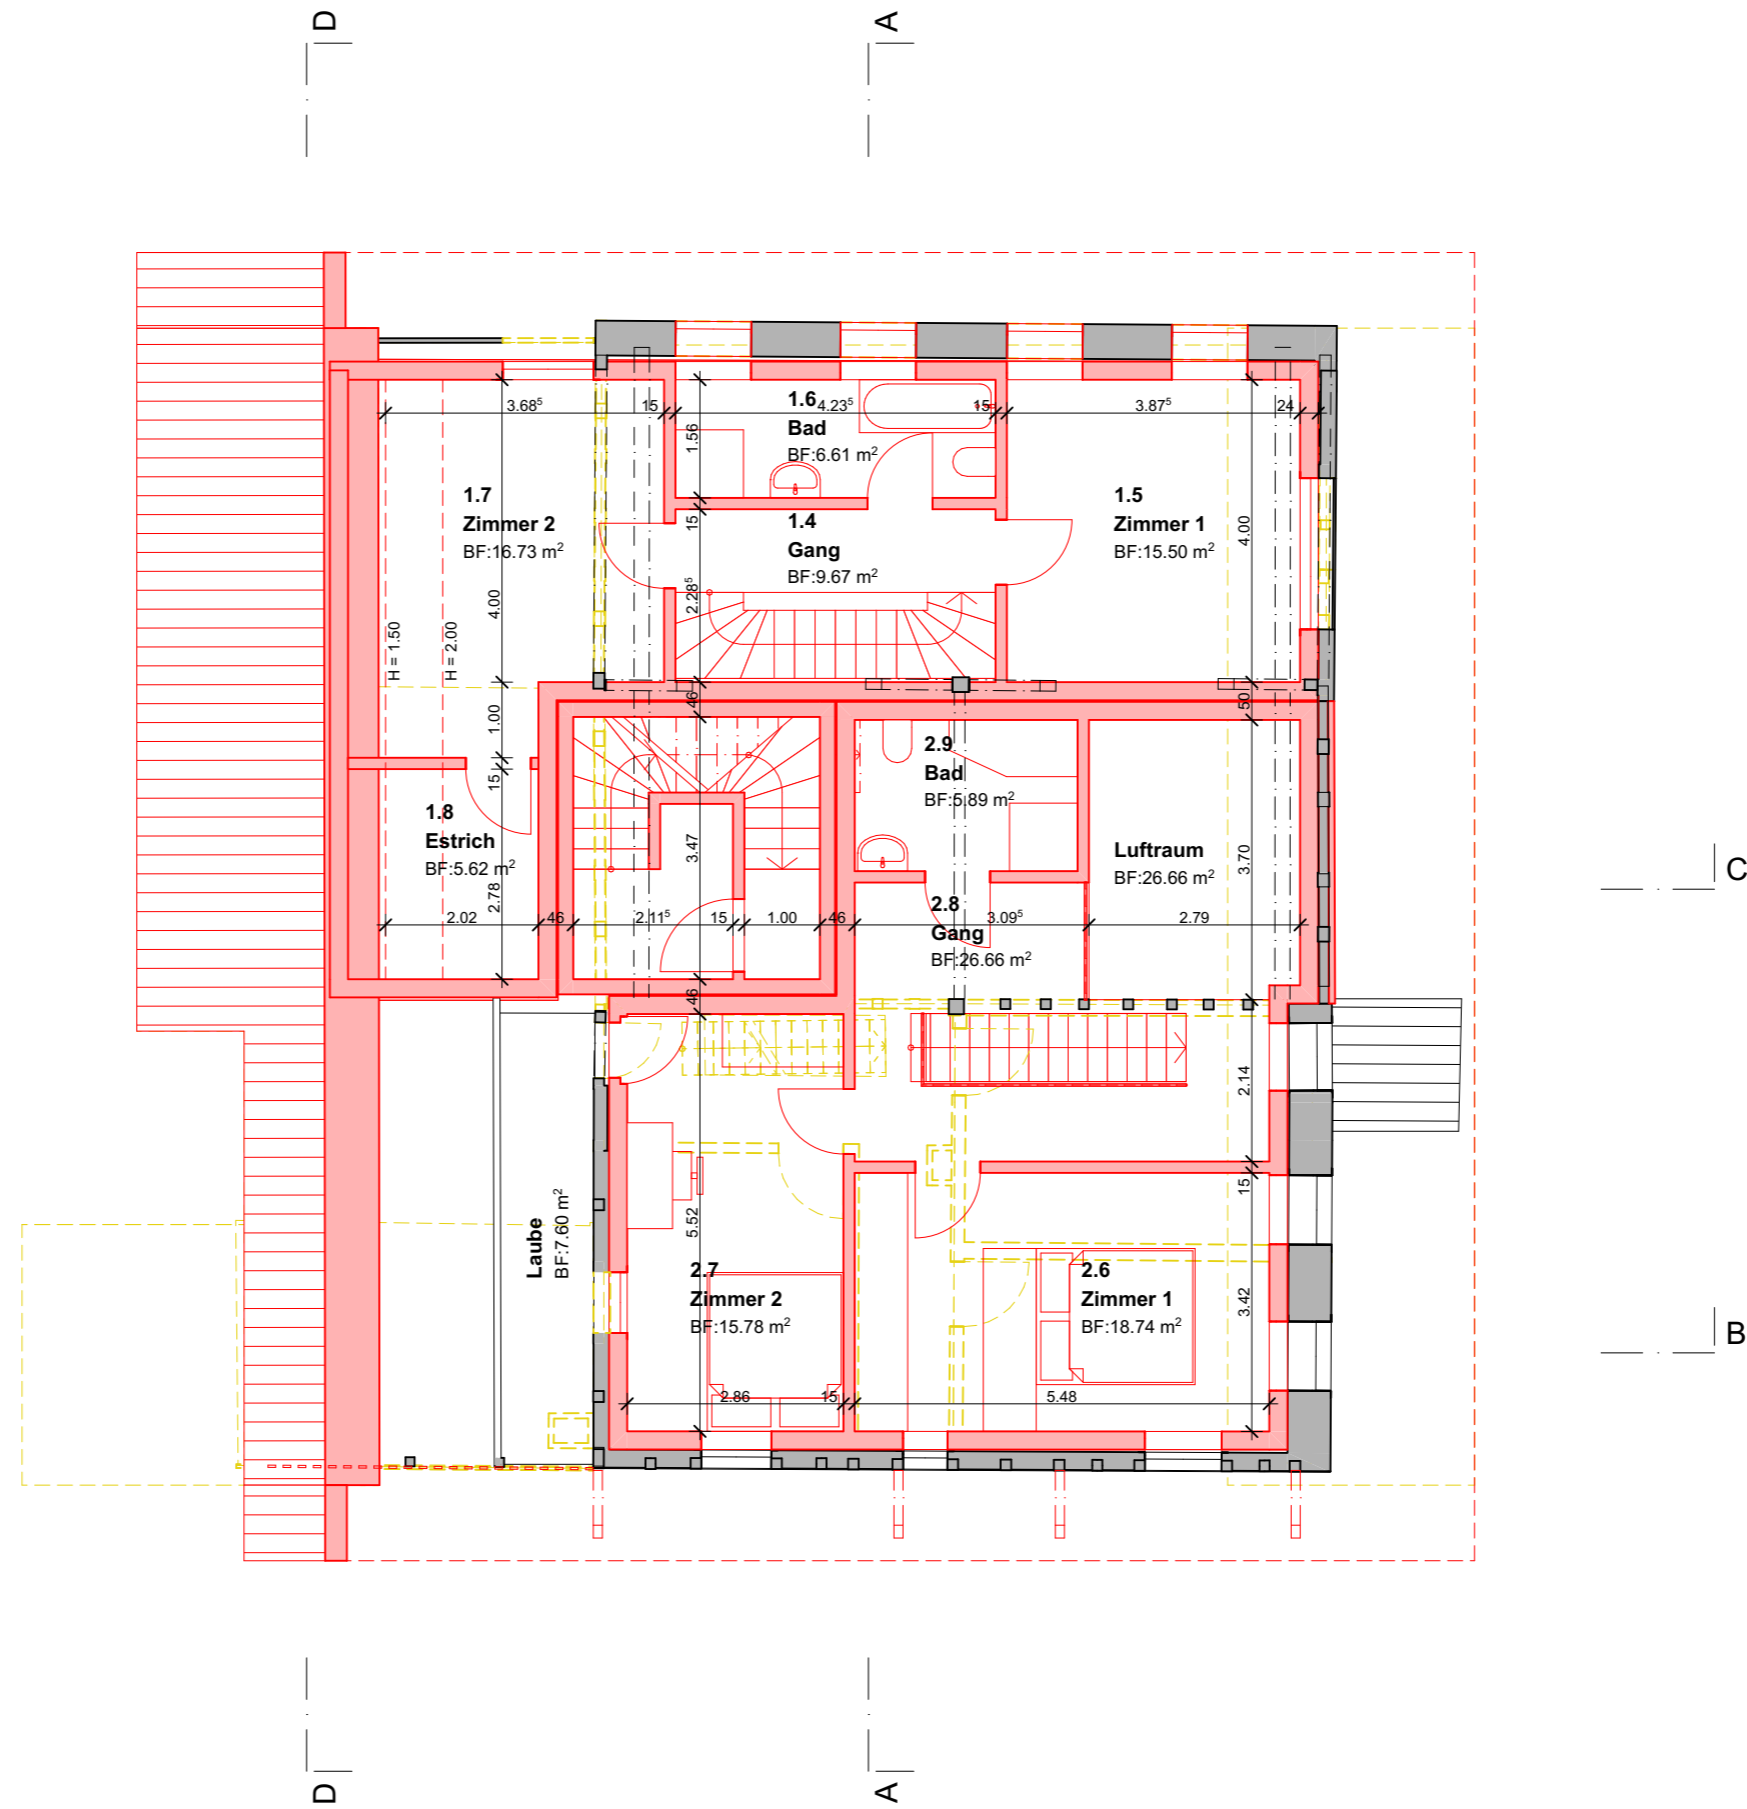 D
A
3.68⁵
15
1.6
Bad
BF:6.61 m²
4.23⁵
15
3.87⁵
24
1.56
1.7
Zimmer 2
BF:16.73 m²
15
1.4
Gang
BF:9.67 m²
1.5
Zimmer 1
BF:15.50 m²
4.00
4.00
2.28⁵
H = 1.50
H = 2.00
46
50
1.00
15
2.9
Bad
BF:5.89 m²
1.8
Estrich
BF:5.62 m²
2.78
3.47
Luftraum
BF:26.66 m²
3.70
C
2.02
46
2.11⁵
15
1.00
46
2.8
Gang
BF:26.66 m²
3.09⁵
2.79
46
2.14
15
Laube
BF:7.60 m²
5.52
2.7
Zimmer 2
BF:15.78 m²
2.6
Zimmer 1
BF:18.74 m²
3.42
B
2.86
15
5.48
D
A